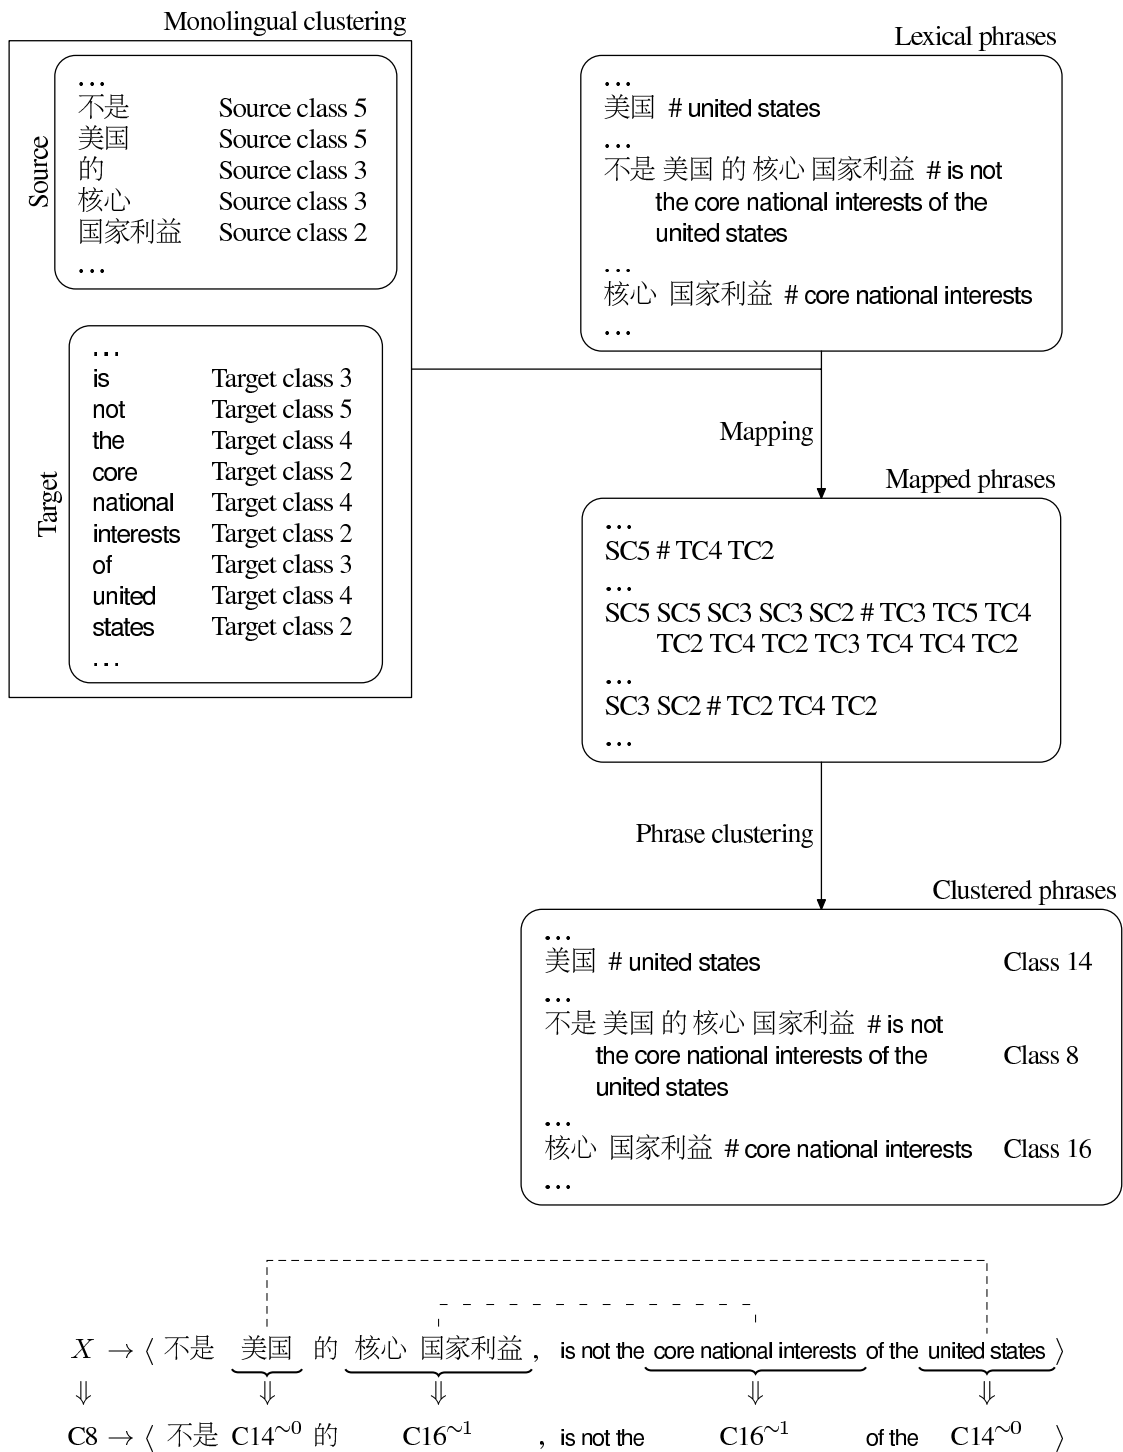 Monolingual clustering
Source
...
不是 Source class 5
美国 Source class 5
的 Source class 3
核心 Source class 3
国家利益 Source class 2
...
Target
...
is Target class 3
not Target class 5
the Target class 4
core Target class 2
national Target class 4
interests Target class 2
of Target class 3
united Target class 4
states Target class 2
...
Lexical phrases
...
美国 # united states
...
不是 美国 的 核心 国家利益 # is not
the core national interests of the
united states
...
核心 国家利益 # core national interests
...
Mapping
Mapped phrases
...
SC5 # TC4 TC2
...
SC5 SC5 SC3 SC3 SC2 # TC3 TC5 TC4
TC2 TC4 TC2 TC3 TC4 TC4 TC2
...
SC3 SC2 # TC2 TC4 TC2
...
Phrase clustering
Clustered phrases
...
美国 # united states Class 14
...
不是 美国 的 核心 国家利益 # is not
the core national interests of the Class 8
united states
...
核心 国家利益 # core national interests Class 16
...
X → ⟨ 不是 美国 的 核心 国家利益 , is not the core national interests of the united states ⟩
⇓ ⇓ ⇓ ⇓ ⇓
C8 → ⟨ 不是 C14~0 的 C16~1 , is not the C16~1 of the C14~0 ⟩